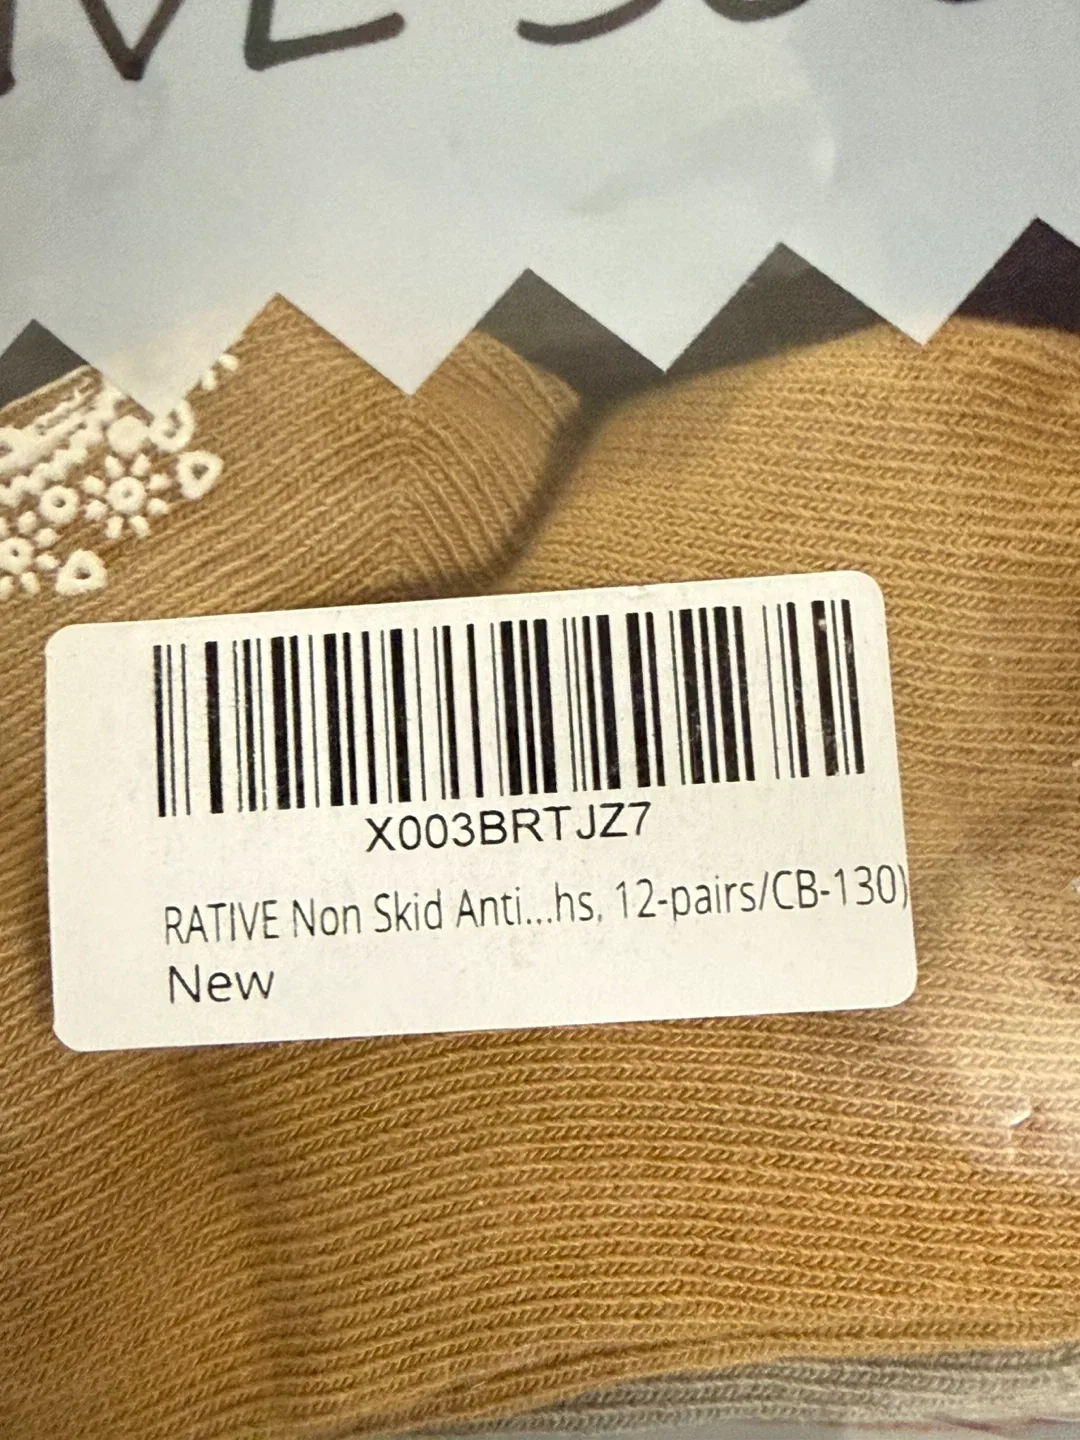 X003BRTJZ7
RATIVE Non Skid Anti...hs, 12-pairs/CB-130)
New